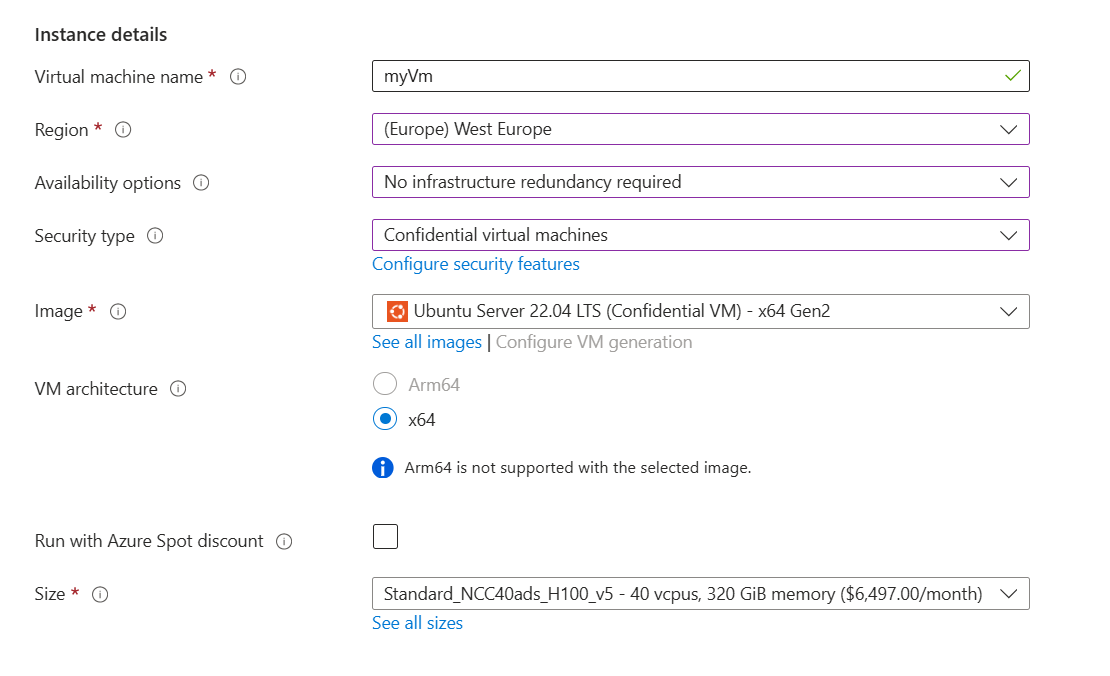 Instance details
Virtual machine name *
myVm
Region *
(Europe) West Europe
Availability options
No infrastructure redundancy required
Security type
Confidential virtual machines
Configure security features
Image *
Ubuntu Server 22.04 LTS (Confidential VM) - x64 Gen2
See all images | Configure VM generation
VM architecture
Arm64
x64
Arm64 is not supported with the selected image.
Run with Azure Spot discount
Size *
Standard_NCC40ads_H100_v5 - 40 vcpus, 320 GiB memory ($6,497.00/month)
See all sizes